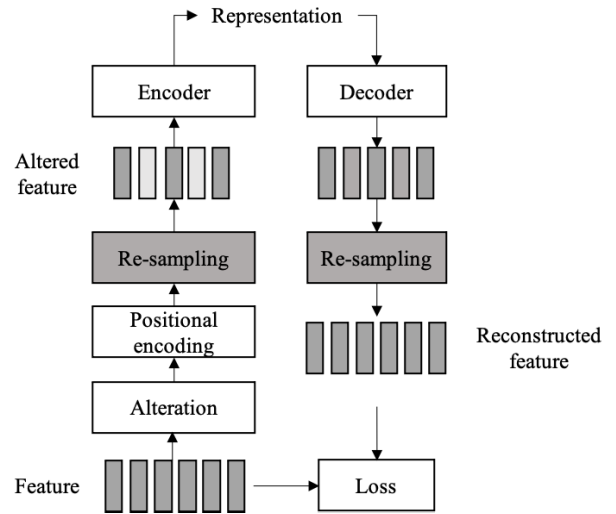 Representation
Encoder
Decoder
Altered
feature
Re-sampling
Re-sampling
Positional
encoding
Reconstructed
feature
Alteration
Feature
Loss